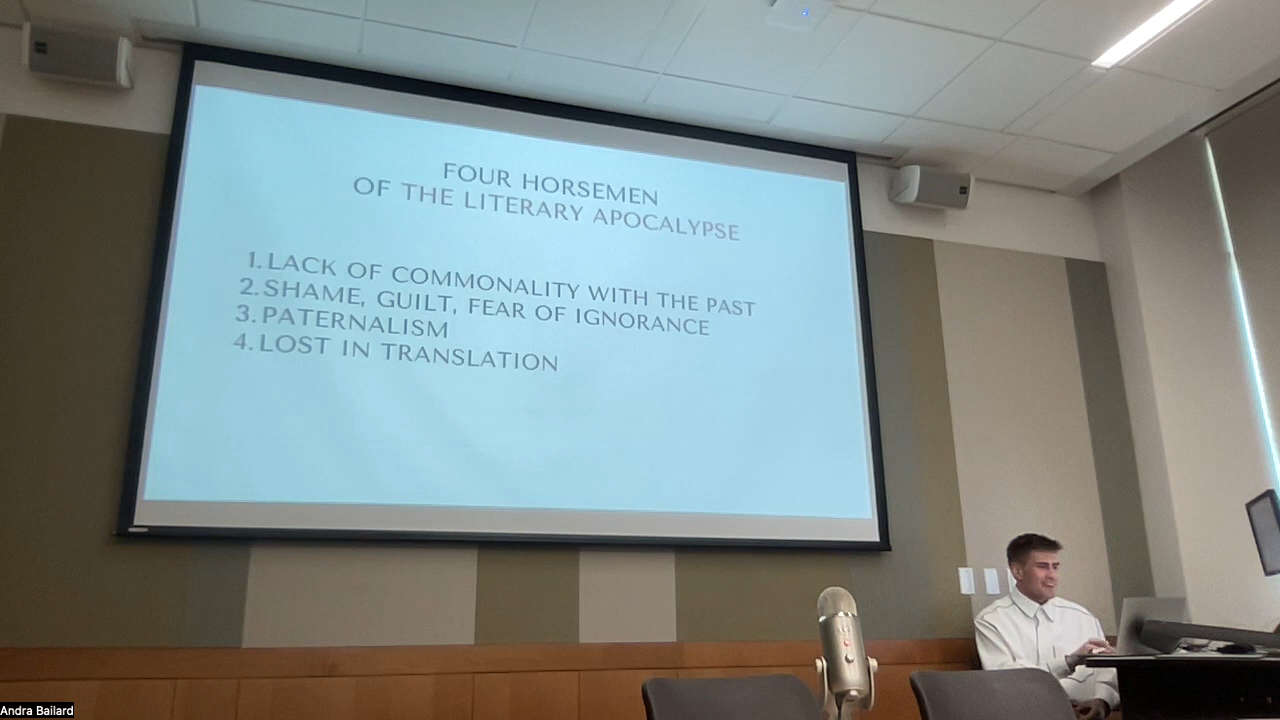 FOUR HORSEMEN
OF THE LITERARY APOCALYPSE
1. LACK OF COMMONALITY WITH THE PAST
2. SHAME, GUILT, FEAR OF IGNORANCE
3. PATERNALISM
4. LOST IN TRANSLATION
Andra Bailard